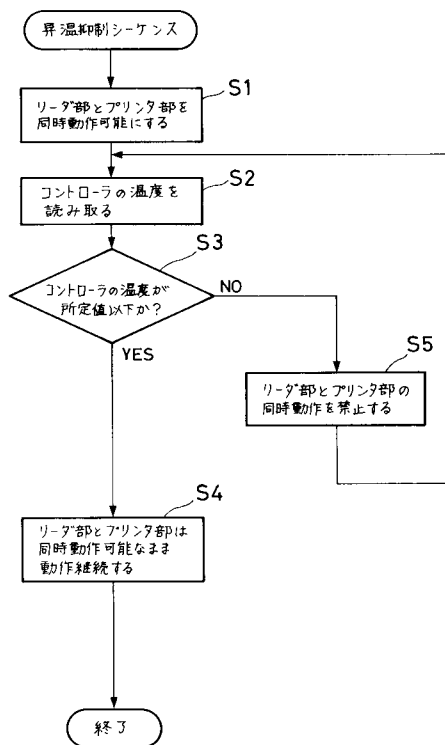 昇温抑制シーケンス
S1
リーダ部とプリンタ部を
同時動作可能にする
S2
コントローラの温度を
読み取る
S3
コントローラの温度が
所定値以下か？
NO
YES
S5
リーダ部とプリンタ部の
同時動作を禁止する
S4
リーダ部とプリンタ部は
同時動作可能なまま
動作継続する
終了